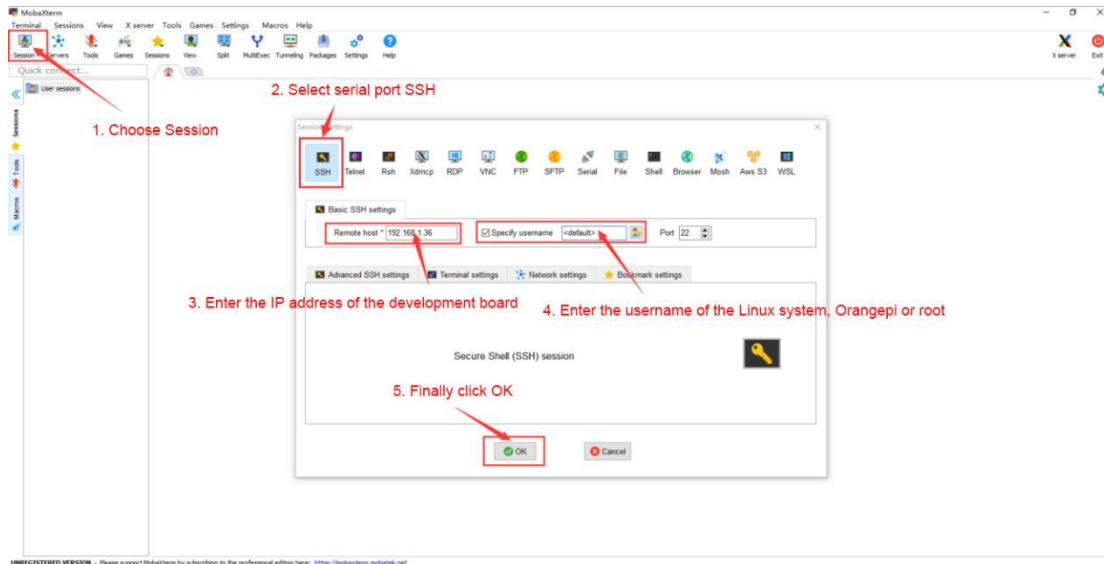 MobaXterm
Terminal Sessions View X server Tools Games Settings Macros Help
Session Servers Tools Games Sessions View Split MultiExec Tunneling Packages Settings Help
X server Exit
Quick connect...
User sessions
Sessions
Tools
Macros
1. Choose Session
2. Select serial port SSH
Session settings
SSH Telnet Rsh Xdmcp RDP VNC FTP SFTP Serial File Shell Browser Mosh Aws S3 WSL
Basic SSH settings
Remote host * 192.168.1.36 Specify username <default> Port 22
Advanced SSH settings Terminal settings Network settings Bookmark settings
3. Enter the IP address of the development board
4. Enter the username of the Linux system, Orangepi or root
Secure Shell (SSH) session
5. Finally click OK
OK Cancel
UNREGISTERED VERSION - Please support MobaXterm by subscribing to the professional edition here: https://mobaxterm.mobatek.net